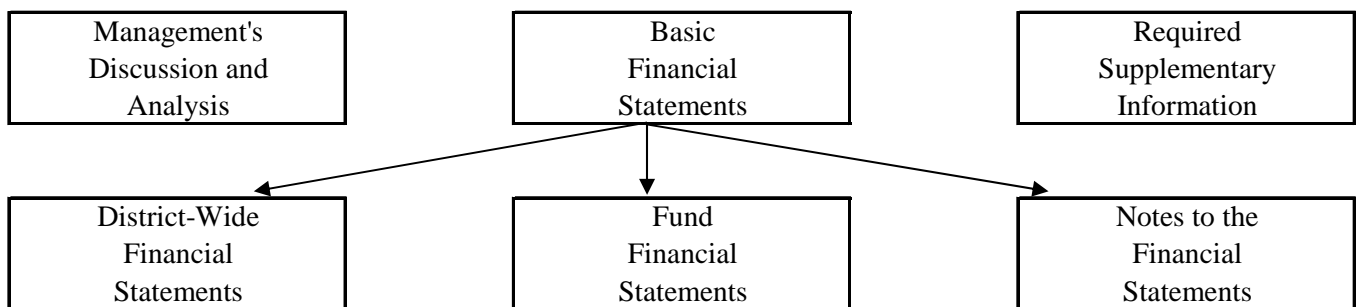 Management's
Discussion and
Analysis
Basic
Financial
Statements
Required
Supplementary
Information
District-Wide
Financial
Statements
Fund
Financial
Statements
Notes to the
Financial
Statements